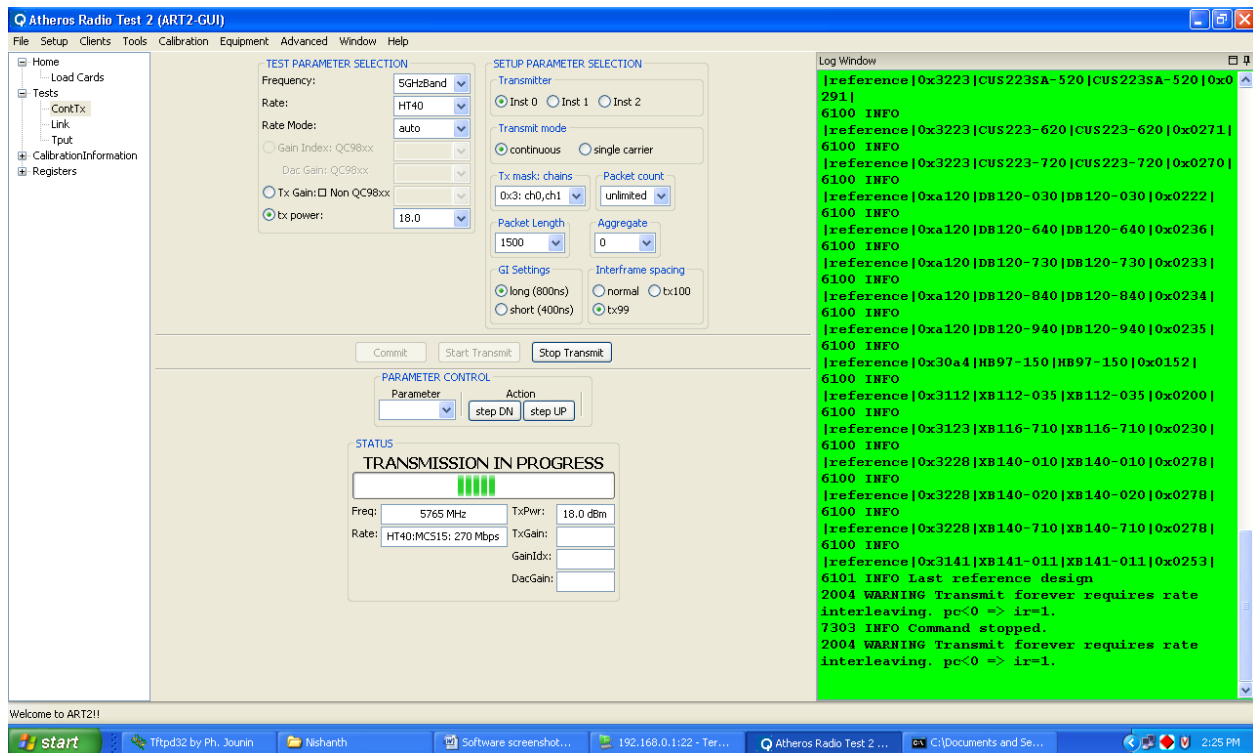 Atheros Radio Test 2 (ART2-GUI)
File Setup Clients Tools Calibration Equipment Advanced Window Help
Home
Load Cards
Tests
ContTx
Link
Tput
CalibrationInformation
Registers
TEST PARAMETER SELECTION
Frequency: 5GHzBand
Rate: HT40
Rate Mode: auto
Gain Index: QC98xx
Dac Gain: QC98xx
Tx Gain:□ Non QC98xx
tx power: 18.0
SETUP PARAMETER SELECTION
Transmitter
Inst 0 Inst 1 Inst 2
Transmit mode
continuous single carrier
Tx mask: chains Packet count
0x3: ch0,ch1 unlimited
Packet Length Aggregate
1500 0
GI Settings Interframe spacing
long (800ns) normal tx100
short (400ns) tx99
Commit Start Transmit Stop Transmit
PARAMETER CONTROL
Parameter Action
step DN step UP
STATUS
TRANSMISSION IN PROGRESS
Freq: 5765 MHz TxPwr: 18.0 dBm
Rate: HT40:MCS15: 270 Mbps TxGain:
GainIdx:
DacGain:
Log Window
|reference|0x3223|CUS223SA-520|CUS223SA-520|0x0
291|
6100 INFO
|reference|0x3223|CUS223-620|CUS223-620|0x0271|
6100 INFO
|reference|0x3223|CUS223-720|CUS223-720|0x0270|
6100 INFO
|reference|0xa120|DB120-030|DB120-030|0x0222|
6100 INFO
|reference|0xa120|DB120-640|DB120-640|0x0236|
6100 INFO
|reference|0xa120|DB120-730|DB120-730|0x0233|
6100 INFO
|reference|0xa120|DB120-840|DB120-840|0x0234|
6100 INFO
|reference|0xa120|DB120-940|DB120-940|0x0235|
6100 INFO
|reference|0x30a4|HB97-150|HB97-150|0x0152|
6100 INFO
|reference|0x3112|XB112-035|XB112-035|0x0200|
6100 INFO
|reference|0x3123|XB116-710|XB116-710|0x0230|
6100 INFO
|reference|0x3228|XB140-010|XB140-010|0x0278|
6100 INFO
|reference|0x3228|XB140-020|XB140-020|0x0278|
6100 INFO
|reference|0x3228|XB140-710|XB140-710|0x0278|
6100 INFO
|reference|0x3141|XB141-011|XB141-011|0x0253|
6101 INFO Last reference design
2004 WARNING Transmit forever requires rate
interleaving. pc<0 => ir=1.
7303 INFO Command stopped.
2004 WARNING Transmit forever requires rate
interleaving. pc<0 => ir=1.
Welcome to ART2!!
start Tftpd32 by Ph. Jounin Nishanth Software screenshot... 192.168.0.1:22 - Ter... Atheros Radio Test 2 ... C:\Documents and Se... 2:25 PM